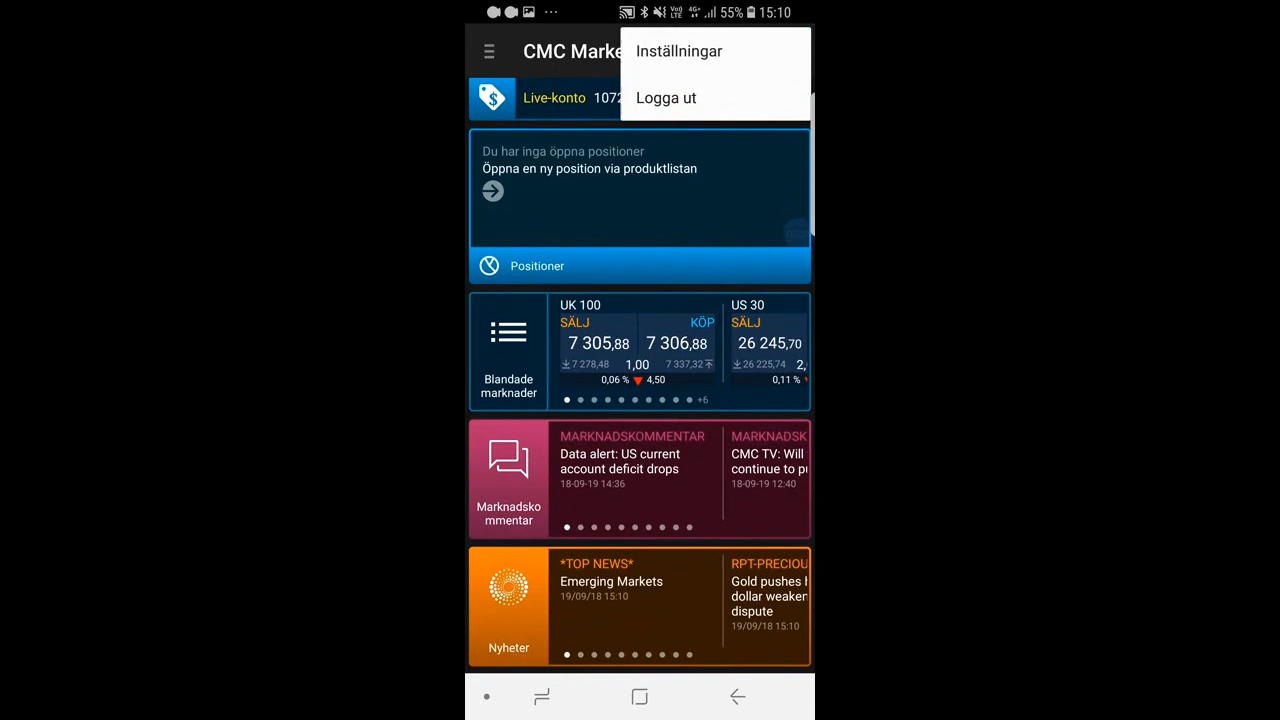 55% 15:10
CMC Marke
Inställningar
Logga ut
Live-konto 1072
Du har inga öppna positioner
Öppna en ny position via produktlistan
Positioner
Blandade
marknader
UK 100
SÄLJ KÖP
7 305,88 7 306,88
7 278,48 1,00 7 337,32
0,06 % 4,50
US 30
SÄLJ
26 245,70
26 225,74 2,
0,11 %
+6
Marknadsko
mmentar
MARKNADSKOMMENTAR
Data alert: US current
account deficit drops
18-09-19 14:36
MARKNADSK
CMC TV: Will
continue to p
18-09-19 12:40
Nyheter
*TOP NEWS*
Emerging Markets
19/09/18 15:10
RPT-PRECIOU
Gold pushes h
dollar weaken
dispute
19/09/18 15:10